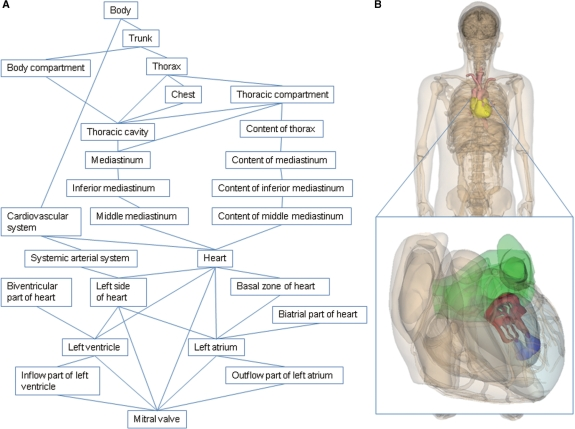 A
B
Body
Trunk
Body compartment
Thorax
Chest
Thoracic compartment
Thoracic cavity
Content of thorax
Mediastinum
Content of mediastinum
Inferior mediastinum
Content of inferior mediastinum
Cardiovascular
system
Middle mediastinum
Content of middle mediastinum
Systemic arterial system
Heart
Biventricular
part of heart
Left side
of heart
Basal zone of heart
Biatrial part of heart
Left ventricle
Left atrium
Inflow part of left
ventricle
Outflow part of left atrium
Mitral valve